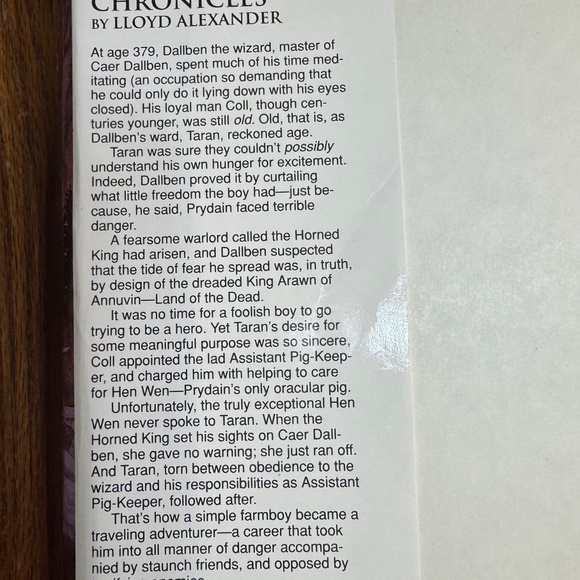 CHRONICLES
BY LLOYD ALEXANDER
At age 379, Dallben the wizard, master of
Caer Dallben, spent much of his time med-
itating (an occupation so demanding that
he could only do it lying down with his eyes
closed). His loyal man Coll, though cen-
turies younger, was still old. Old, that is, as
Dallben's ward, Taran, reckoned age.
Taran was sure they couldn't possibly
understand his own hunger for excitement.
Indeed, Dallben proved it by curtailing
what little freedom the boy had—just be-
cause, he said, Prydain faced terrible
danger.
A fearsome warlord called the Horned
King had arisen, and Dallben suspected
that the tide of fear he spread was, in truth,
by design of the dreaded King Arawn of
Annuvin—Land of the Dead.
It was no time for a foolish boy to go
trying to be a hero. Yet Taran's desire for
some meaningful purpose was so sincere,
Coll appointed the lad Assistant Pig-Keep-
er, and charged him with helping to care
for Hen Wen—Prydain's only oracular pig.
Unfortunately, the truly exceptional Hen
Wen never spoke to Taran. When the
Horned King set his sights on Caer Dall-
ben, she gave no warning; she just ran off.
And Taran, torn between obedience to the
wizard and his responsibilities as Assistant
Pig-Keeper, followed after.
That's how a simple farmboy became a
traveling adventurer—a career that took
him into all manner of danger accompa-
nied by staunch friends, and opposed by